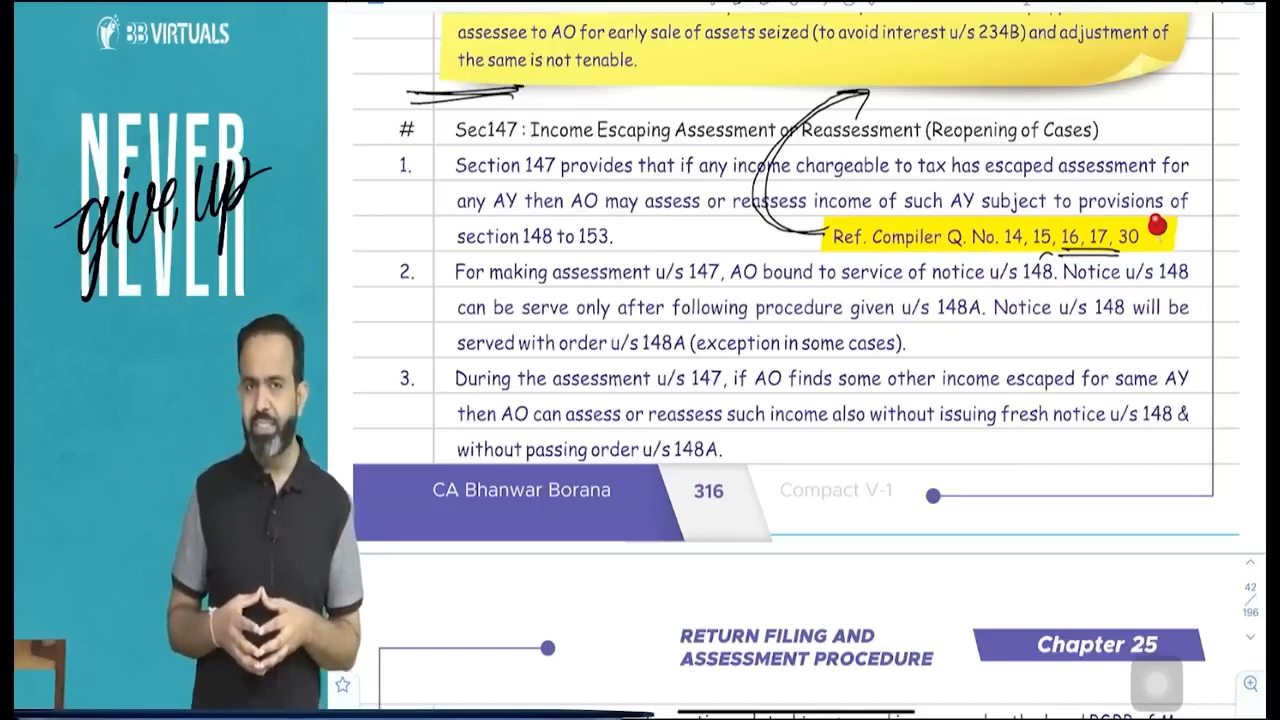 BB VIRTUALS
NEVER
give up
NEVER
assessee to AO for early sale of assets seized (to avoid interest u/s 234B) and adjustment of
the same is not tenable.
# Sec147 : Income Escaping Assessment or Reassessment (Reopening of Cases)
1. Section 147 provides that if any income chargeable to tax has escaped assessment for
any AY then AO may assess or reassess income of such AY subject to provisions of
section 148 to 153.
Ref. Compiler Q. No. 14, 15, 16, 17, 30
2. For making assessment u/s 147, AO bound to service of notice u/s 148. Notice u/s 148
can be serve only after following procedure given u/s 148A. Notice u/s 148 will be
served with order u/s 148A (exception in some cases).
3. During the assessment u/s 147, if AO finds some other income escaped for same AY
then AO can assess or reassess such income also without issuing fresh notice u/s 148 &
without passing order u/s 148A.
CA Bhanwar Borana 316 Compact V-1
42
/
196
RETURN FILING AND
ASSESSMENT PROCEDURE
Chapter 25